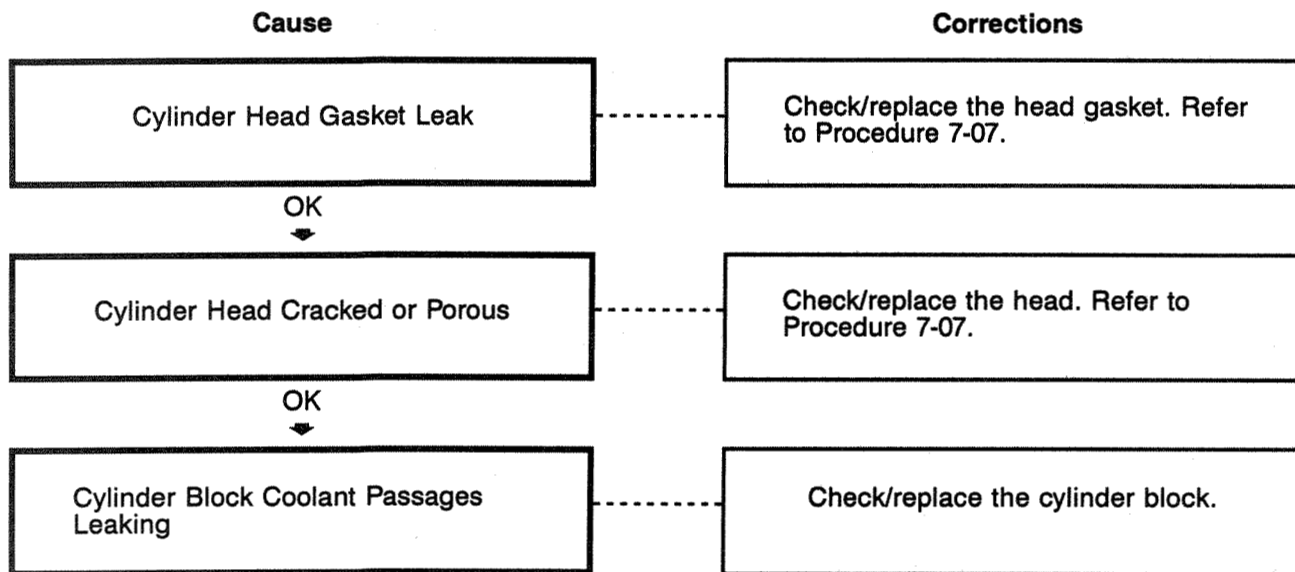 Cause
Corrections
Cylinder Head Gasket Leak
Check/replace the head gasket. Refer
to Procedure 7-07.
OK
Cylinder Head Cracked or Porous
Check/replace the head. Refer to
Procedure 7-07.
OK
Cylinder Block Coolant Passages
Leaking
Check/replace the cylinder block.